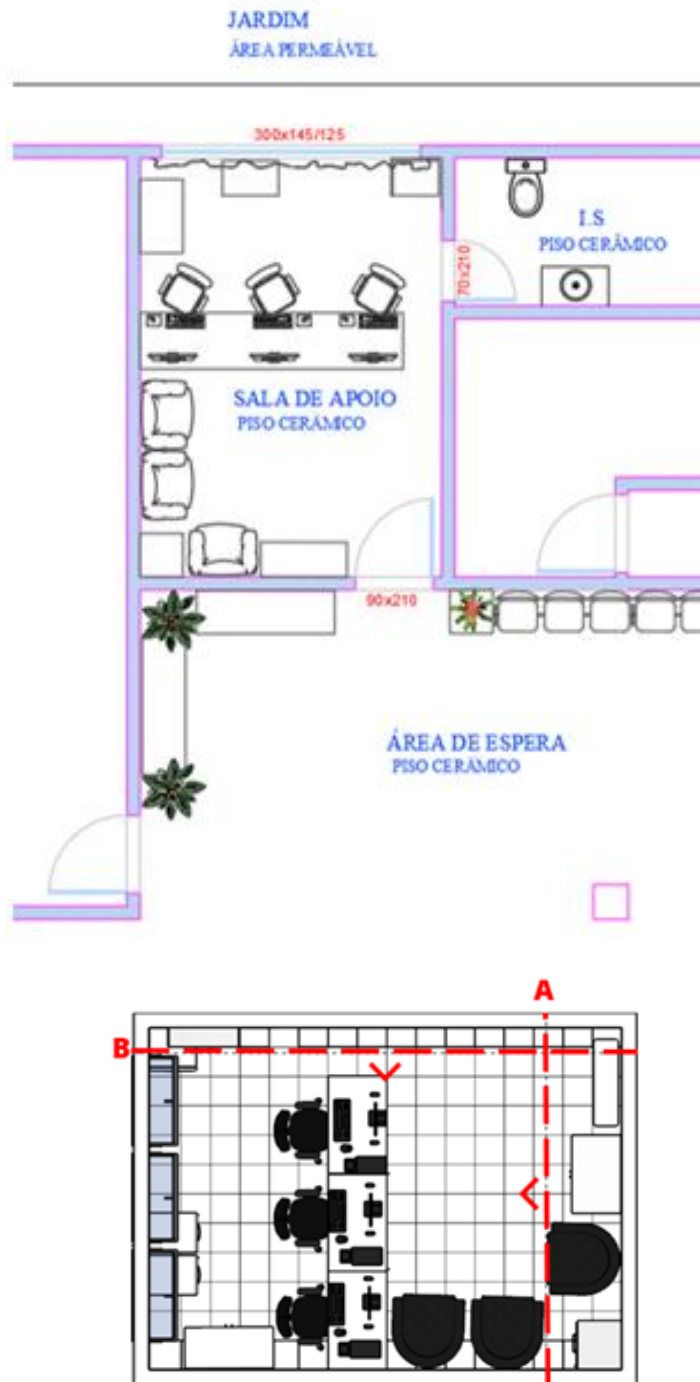 JARDIM
ÁREA PERMEÁVEL
300x145/125
I.S
PISO CERÂMICO
70x210
SALA DE APOIO
PISO CERÂMICO
90x210
ÁREA DE ESPERA
PISO CERÂMICO
A
B